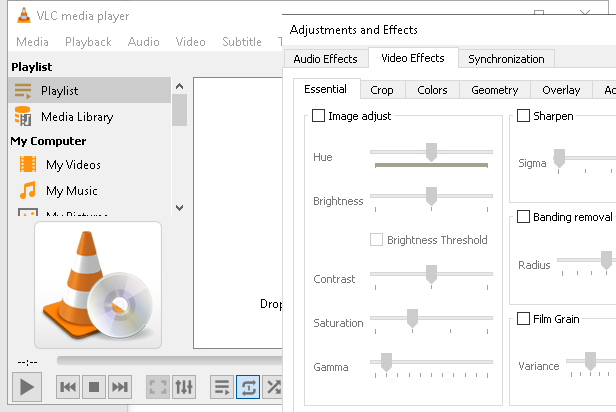 VLC media player
Media Playback Audio Video Subtitle
Playlist
Playlist
Media Library
My Computer
My Videos
My Music
My Pictures
Drop
--:--
Adjustments and Effects
Audio Effects Video Effects Synchronization
Essential Crop Colors Geometry Overlay
Image adjust
Hue
Brightness
Brightness Threshold
Contrast
Saturation
Gamma
Sharpen
Sigma
Banding removal
Radius
Film Grain
Variance